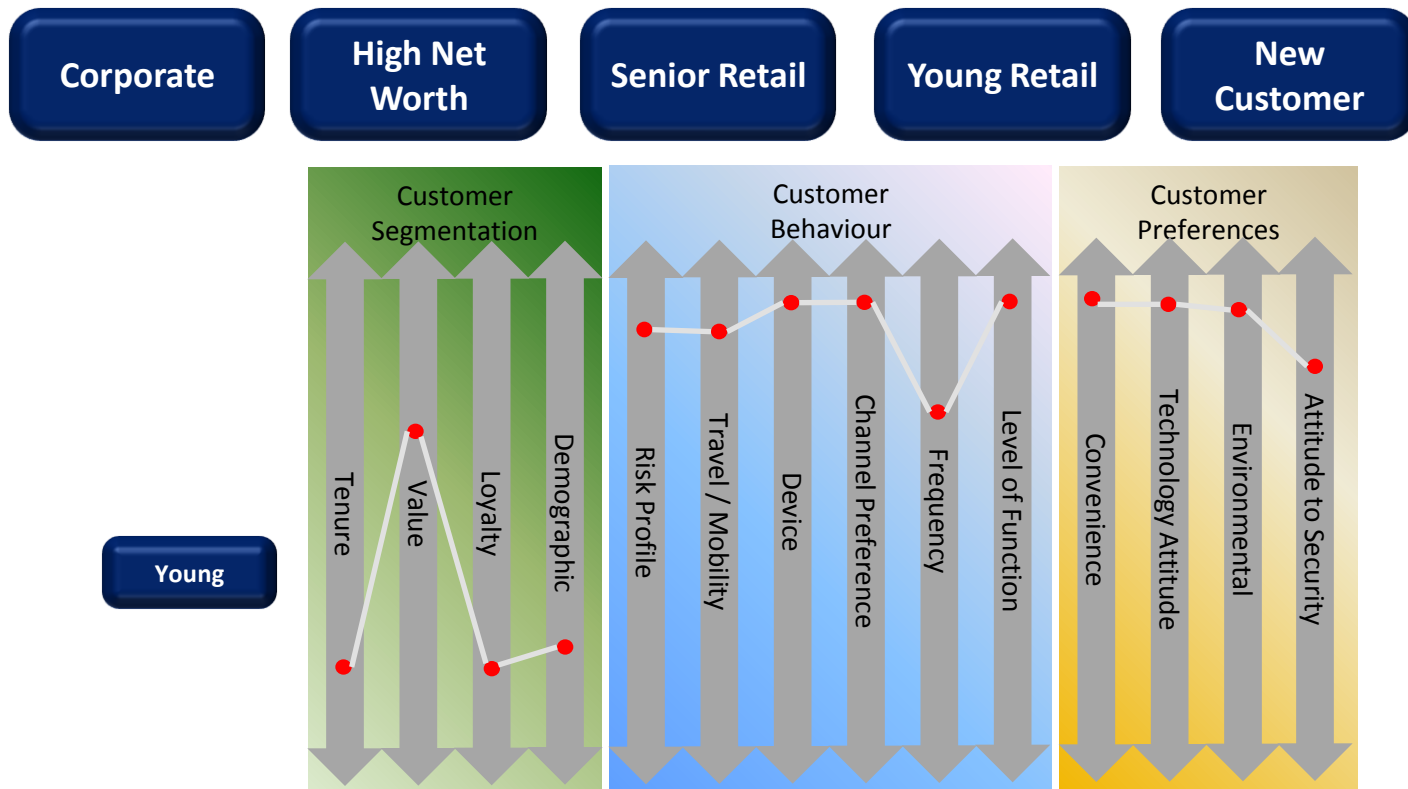 Corporate
High Net
Worth
Senior Retail
Young Retail
New
Customer
Customer
Segmentation
Customer
Behaviour
Customer
Preferences
Tenure
Value
Loyalty
Demographic
Risk Profile
Travel / Mobility
Device
Channel Preference
Frequency
Level of Function
Convenience
Technology Attitude
Environmental
Attitude to Security
Young